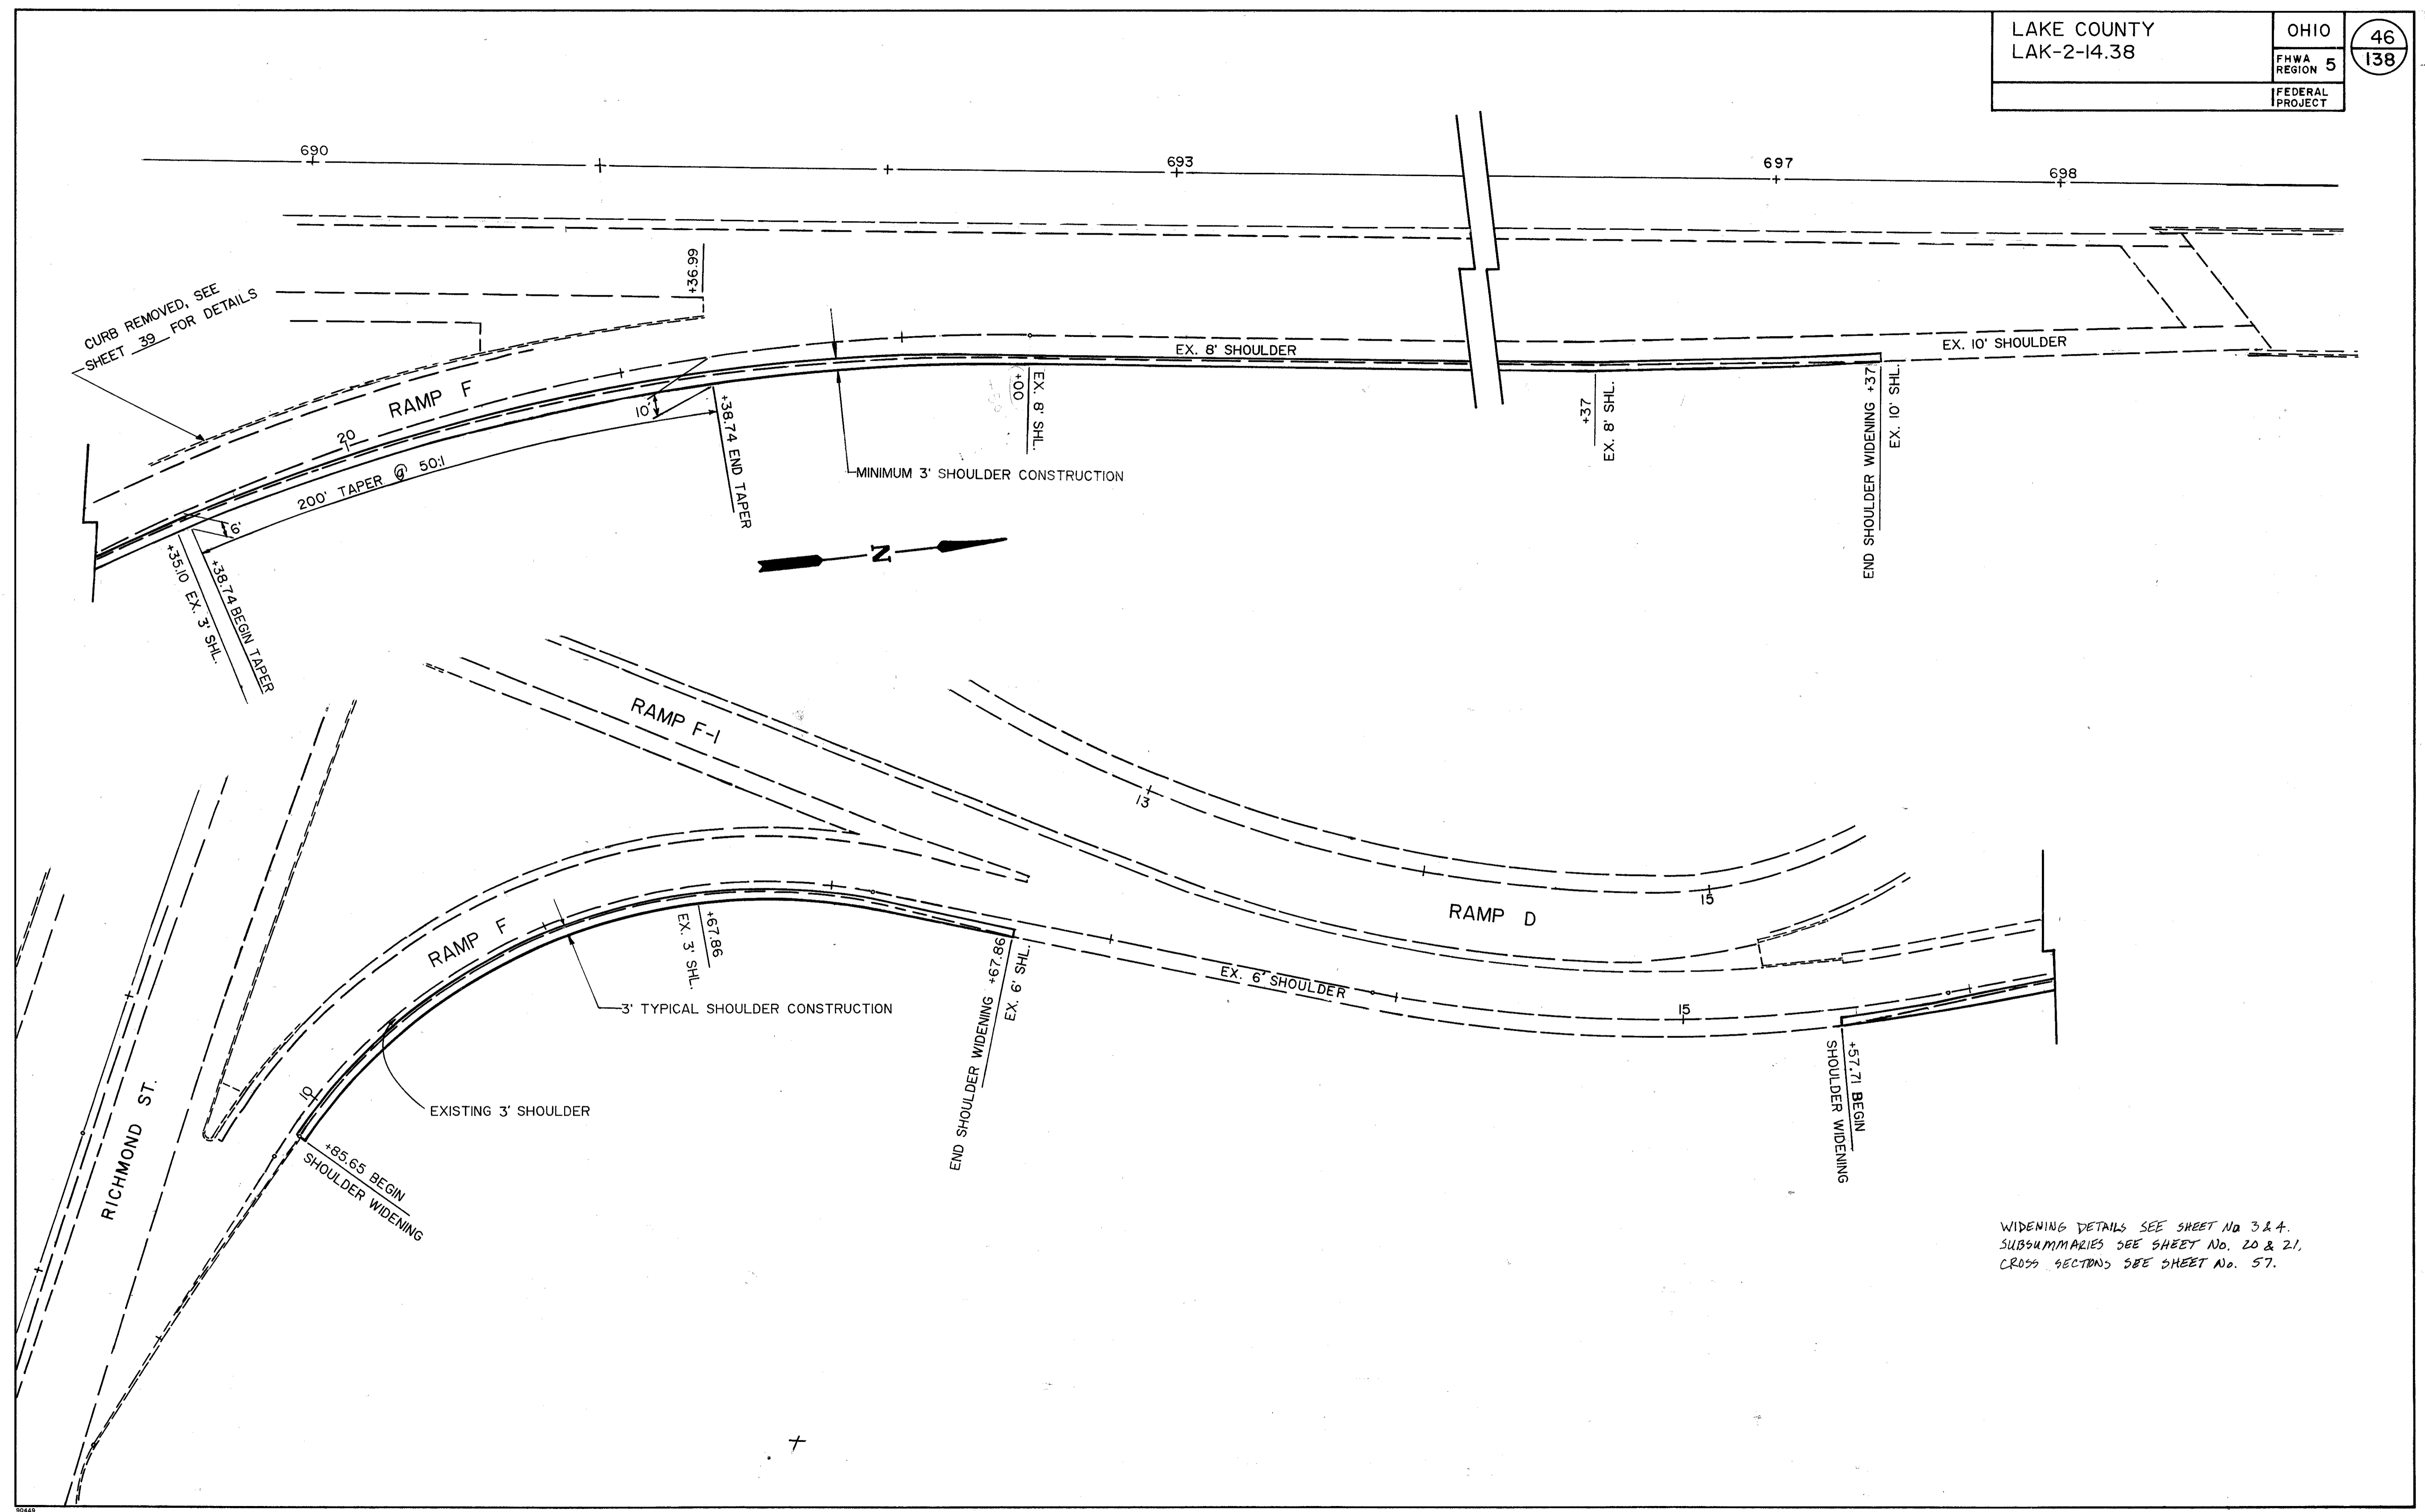 LAKE COUNTY
LAK-2-14.38
OHIO
FHWA
REGION 5
FEDERAL
PROJECT
46
138
690
693
697
698
+36.99
CURB REMOVED, SEE
SHEET 39 FOR DETAILS
RAMP F
20
10'
6'
200' TAPER @ 50:1
+35.10 EX. 3' SHL.
+38.74 BEGIN TAPER
+38.74 END TAPER
MINIMUM 3' SHOULDER CONSTRUCTION
+00
EX. 8' SHL.
EX. 8' SHOULDER
+37
EX. 8' SHL.
END SHOULDER WIDENING +37
EX. 10' SHL.
EX. 10' SHOULDER
N
RAMP F-1
13
15
RAMP D
RAMP F
10
+67.86
EX. 3' SHL.
3' TYPICAL SHOULDER CONSTRUCTION
EXISTING 3' SHOULDER
+85.65 BEGIN
SHOULDER WIDENING
END SHOULDER WIDENING +67.86
EX. 6' SHL.
EX. 6' SHOULDER
15
+57.71 BEGIN
SHOULDER WIDENING
RICHMOND ST.
WIDENING DETAILS SEE SHEET No 3 & 4.
SUBSUMMARIES SEE SHEET No. 20 & 21.
CROSS SECTIONS SEE SHEET No. 57.
90449